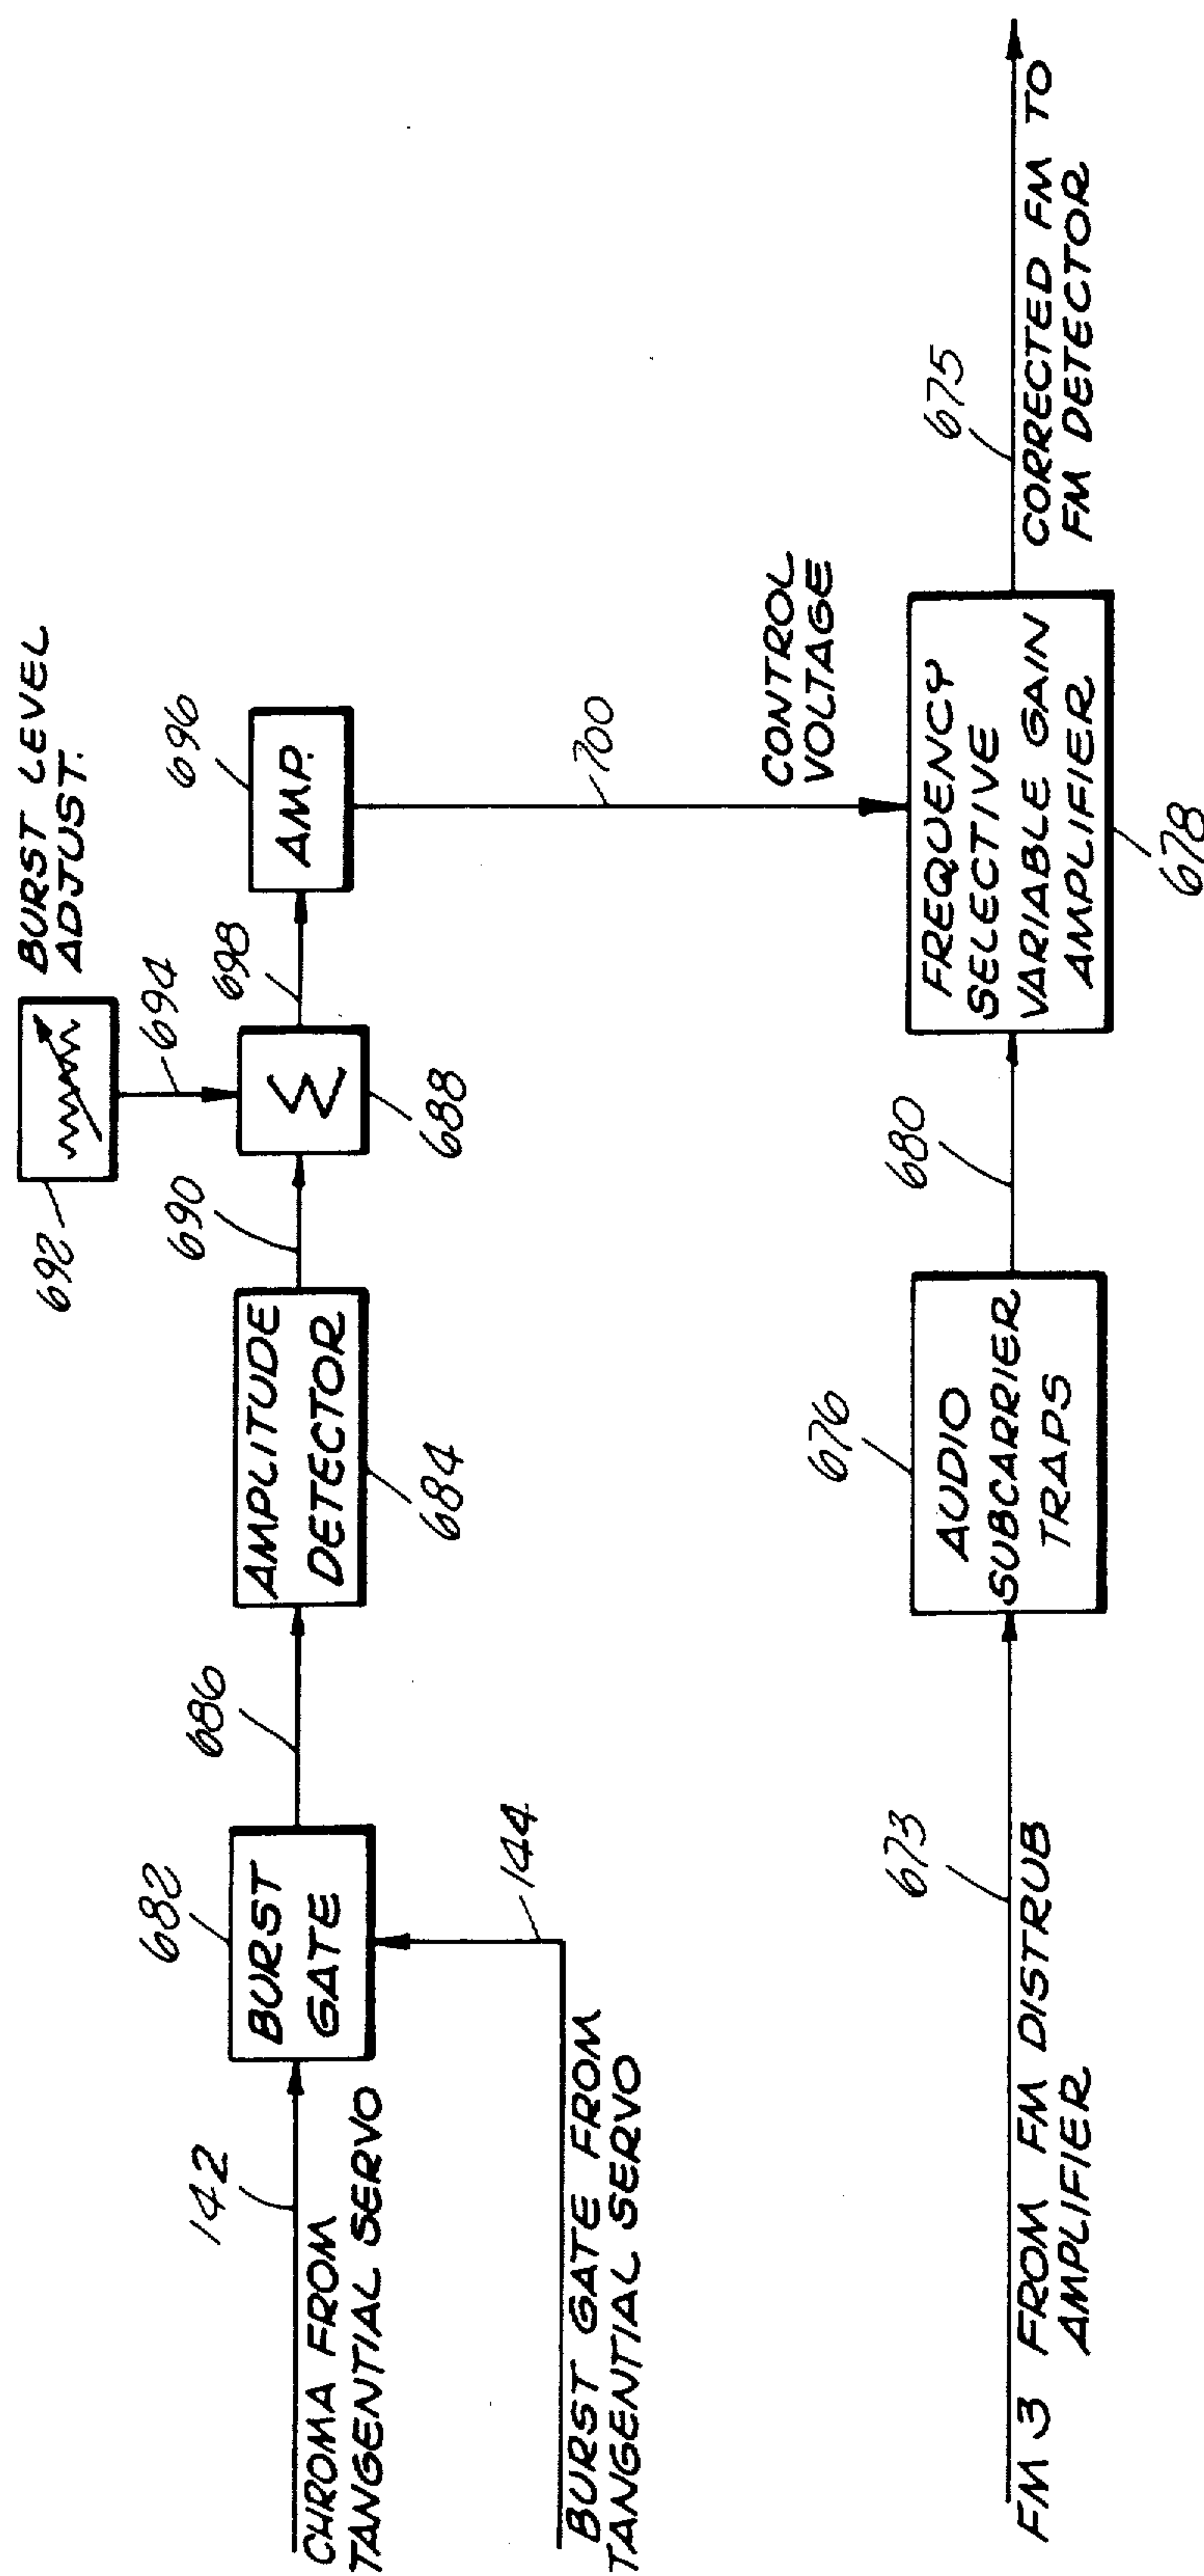 692
BURST LEVEL
ADJUST.
694
142
CHROMA FROM
TANGENTIAL SERVO
682
BURST
GATE
686
AMPLITUDE
DETECTOR
684
690
Σ
688
698
696
AMP.
144
BURST GATE FROM
TANGENTIAL SERVO
700
CONTROL
VOLTAGE
673
FM 3 FROM FM DISTRUB
AMPLIFIER
676
AUDIO
SUBCARRIER
TRAPS
680
FREQUENCY
SELECTIVE
VARIABLE GAIN
AMPLIFIER
678
675
CORRECTED FM TO
FM DETECTOR